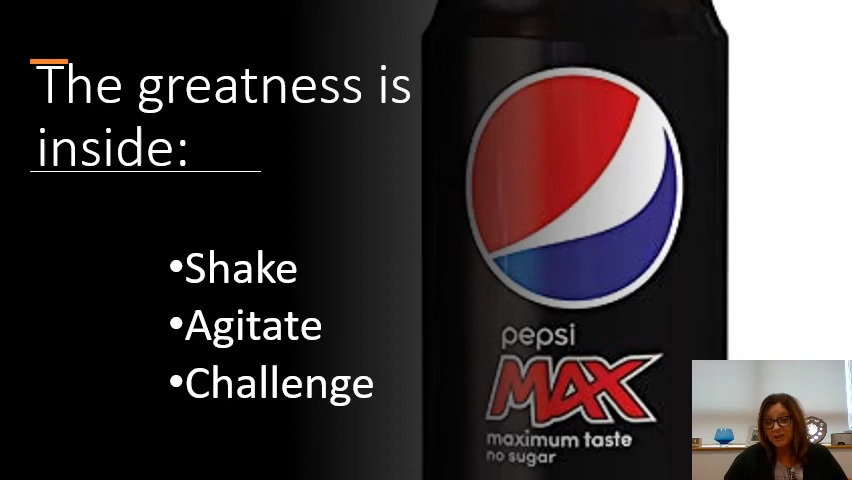 The greatness is
inside:
•Shake
•Agitate
•Challenge
pepsi
MAX
maximum taste
no sugar